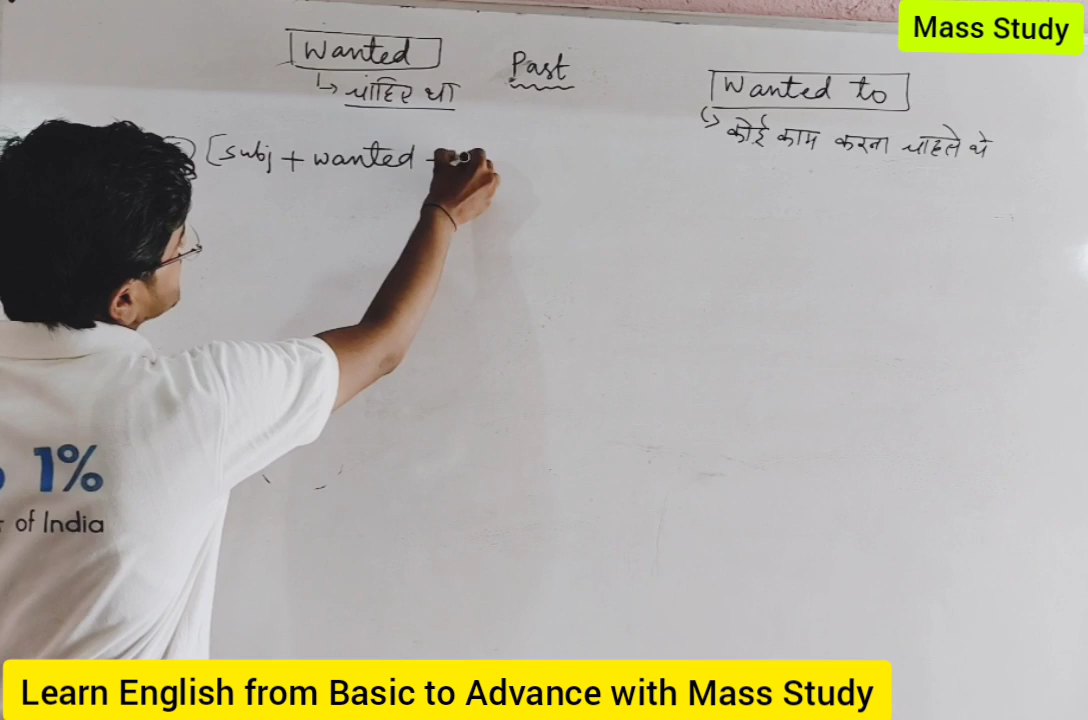 Mass Study
Wanted
Past
Wanted to
↳ चाहिए था
↳ कोई काम करना चाहते थे
[subj + wanted +
1%
of India
Learn English from Basic to Advance with Mass Study